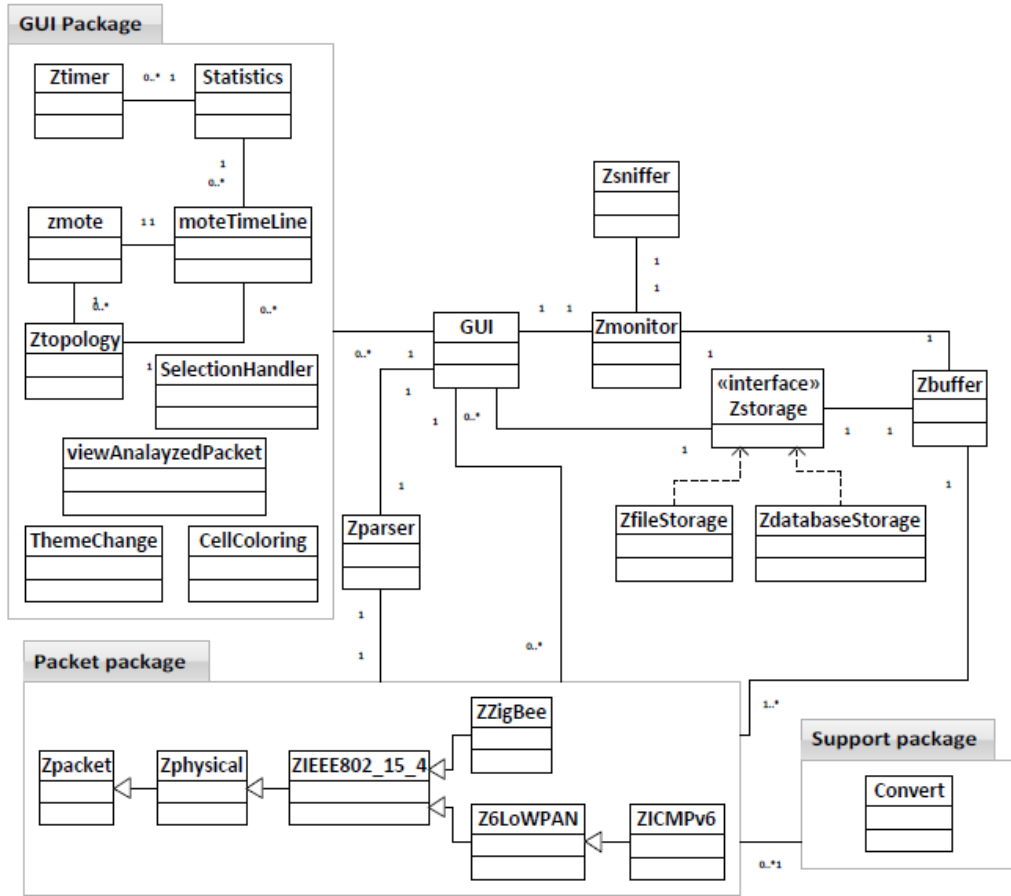 GUI Package
Ztimer
0..* 1
Statistics
1
0..*
zmote
1 1
moteTimeLine
1
0..*
0..*
Ztopology
1
SelectionHandler
viewAnalayzedPacket
ThemeChange
CellColoring
Zsniffer
1
1
GUI
1 1
Zmonitor
0..* 1
1
1
0..*
1
1
«interface»
Zstorage
1
1 1
Zbuffer
1
ZfileStorage
ZdatabaseStorage
1
Zparser
1
1
0..*
1..*
Packet package
ZZigBee
Zpacket
Zphysical
ZIEEE802_15_4
Z6LoWPAN
ZICMPv6
0..*1
Support package
Convert